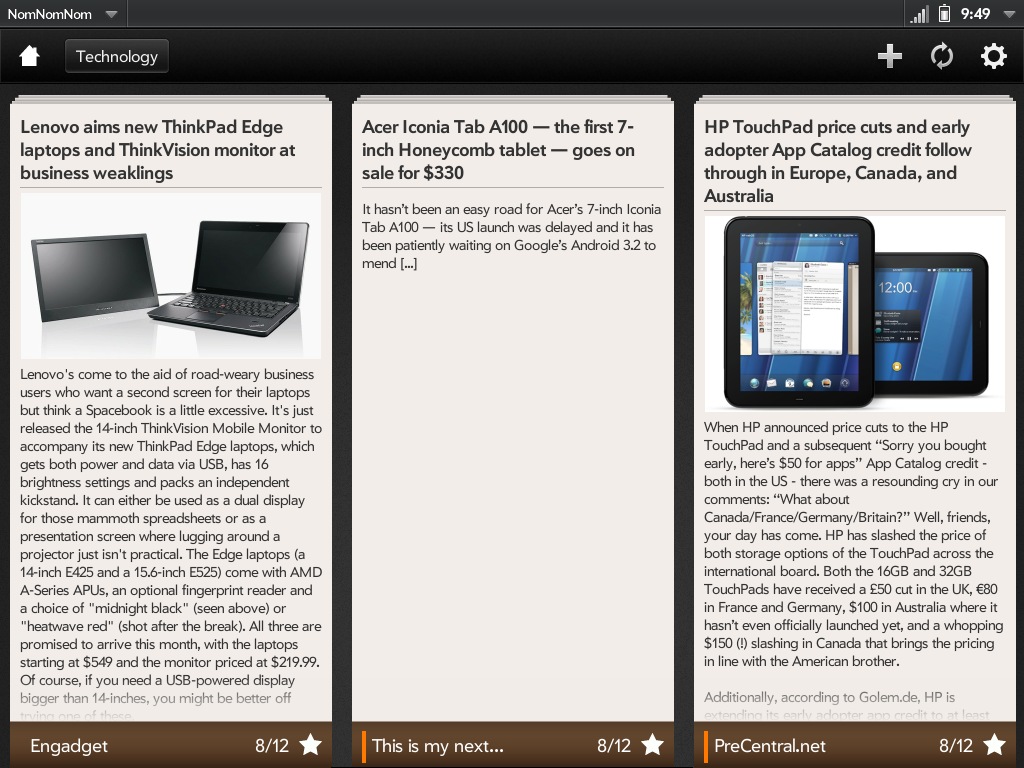 NomNomNom
9:49
Technology
Lenovo aims new ThinkPad Edge
laptops and ThinkVision monitor at
business weaklings
Lenovo's come to the aid of road-weary business
users who want a second screen for their laptops
but think a Spacebook is a little excessive. It's just
released the 14-inch ThinkVision Mobile Monitor to
accompany its new ThinkPad Edge laptops, which
gets both power and data via USB, has 16
brightness settings and packs an independent
kickstand. It can either be used as a dual display
for those mammoth spreadsheets or as a
presentation screen where lugging around a
projector just isn't practical. The Edge laptops (a
14-inch E425 and a 15.6-inch E525) come with AMD
A-Series APUs, an optional fingerprint reader and
a choice of "midnight black" (seen above) or
"heatwave red" (shot after the break). All three are
promised to arrive this month, with the laptops
starting at $549 and the monitor priced at $219.99.
Of course, if you need a USB-powered display
bigger than 14-inches, you might be better off
trying one of these
Engadget
8/12
Acer Iconia Tab A100 — the first 7-
inch Honeycomb tablet — goes on
sale for $330
It hasn’t been an easy road for Acer’s 7-inch Iconia
Tab A100 — its US launch was delayed and it has
been patiently waiting on Google’s Android 3.2 to
mend [...]
This is my next...
8/12
HP TouchPad price cuts and early
adopter App Catalog credit follow
through in Europe, Canada, and
Australia
12:00
When HP announced price cuts to the HP
TouchPad and a subsequent “Sorry you bought
early, here’s $50 for apps” App Catalog credit -
both in the US - there was a resounding cry in our
comments: “What about
Canada/France/Germany/Britain?” Well, friends,
your day has come. HP has slashed the price of
both storage options of the TouchPad across the
international board. Both the 16GB and 32GB
TouchPads have received a £50 cut in the UK, €80
in France and Germany, $100 in Australia where it
hasn’t even officially launched yet, and a whopping
$150 (!) slashing in Canada that brings the pricing
in line with the American brother.
Additionally, according to Golem.de, HP is
extending its early adopter app credit to at least
PreCentral.net
8/12